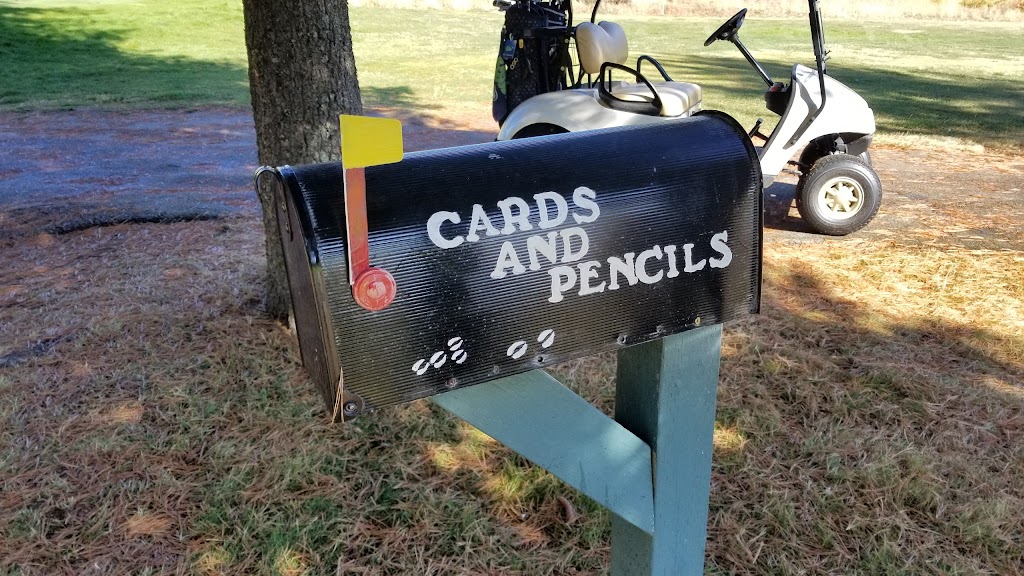 CARDS
AND
PENCILS